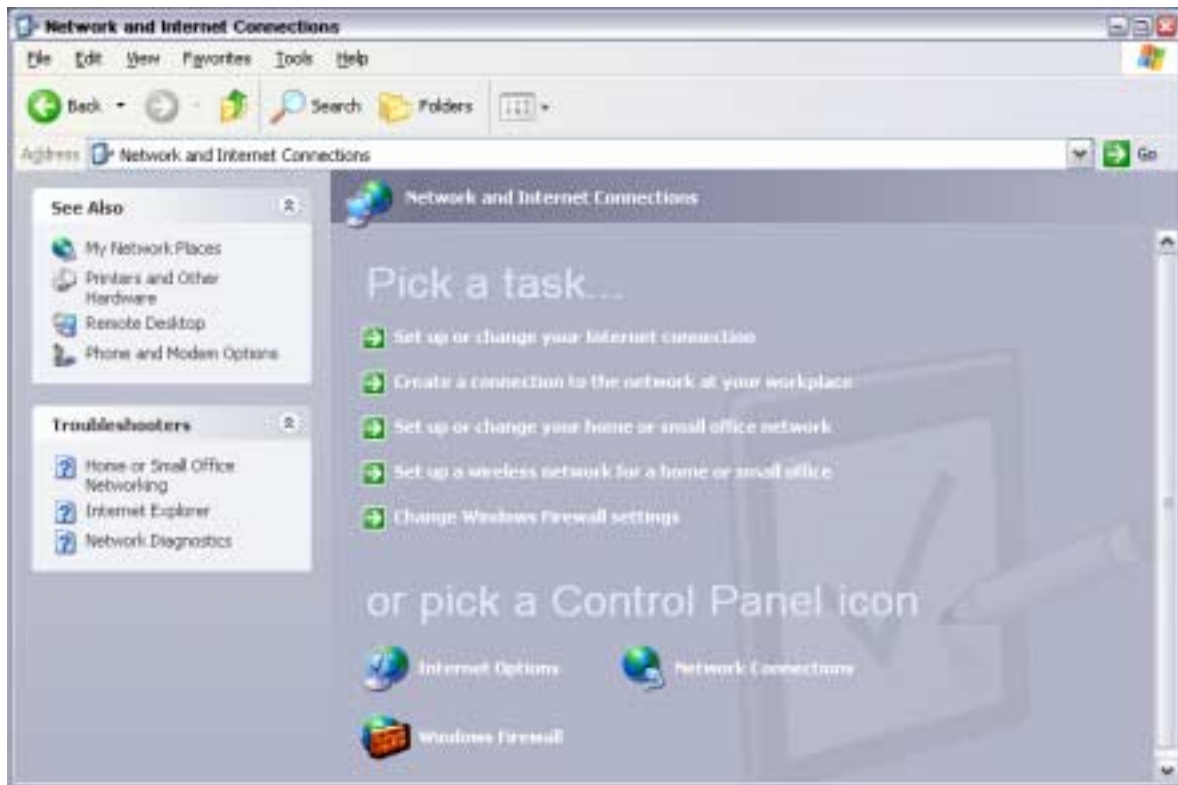 Network and Internet Connections
File Edit View Favorites Tools Help
Back Search Folders
Address Network and Internet Connections Go
See Also
My Network Places
Printers and Other
Hardware
Remote Desktop
Phone and Modem Options
Troubleshooters
Home or Small Office
Networking
Internet Explorer
Network Diagnostics
Network and Internet Connections
Pick a task...
Set up or change your Internet connection
Create a connection to the network at your workplace
Set up or change your home or small office network
Set up a wireless network for a home or small office
Change Windows Firewall settings
or pick a Control Panel icon
Internet Options Network Connections
Windows Firewall